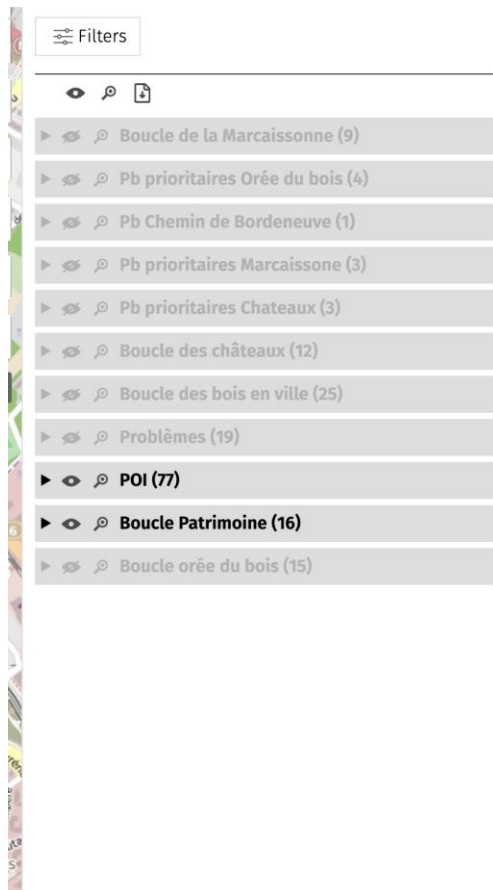 Filters
Boucle de la Marcaissonne (9)
Pb prioritaires Orée du bois (4)
Pb Chemin de Bordeneuve (1)
Pb prioritaires Marcaissone (3)
Pb prioritaires Chateaux (3)
Boucle des châteaux (12)
Boucle des bois en ville (25)
Problèmes (19)
POI (77)
Boucle Patrimoine (16)
Boucle orée du bois (15)